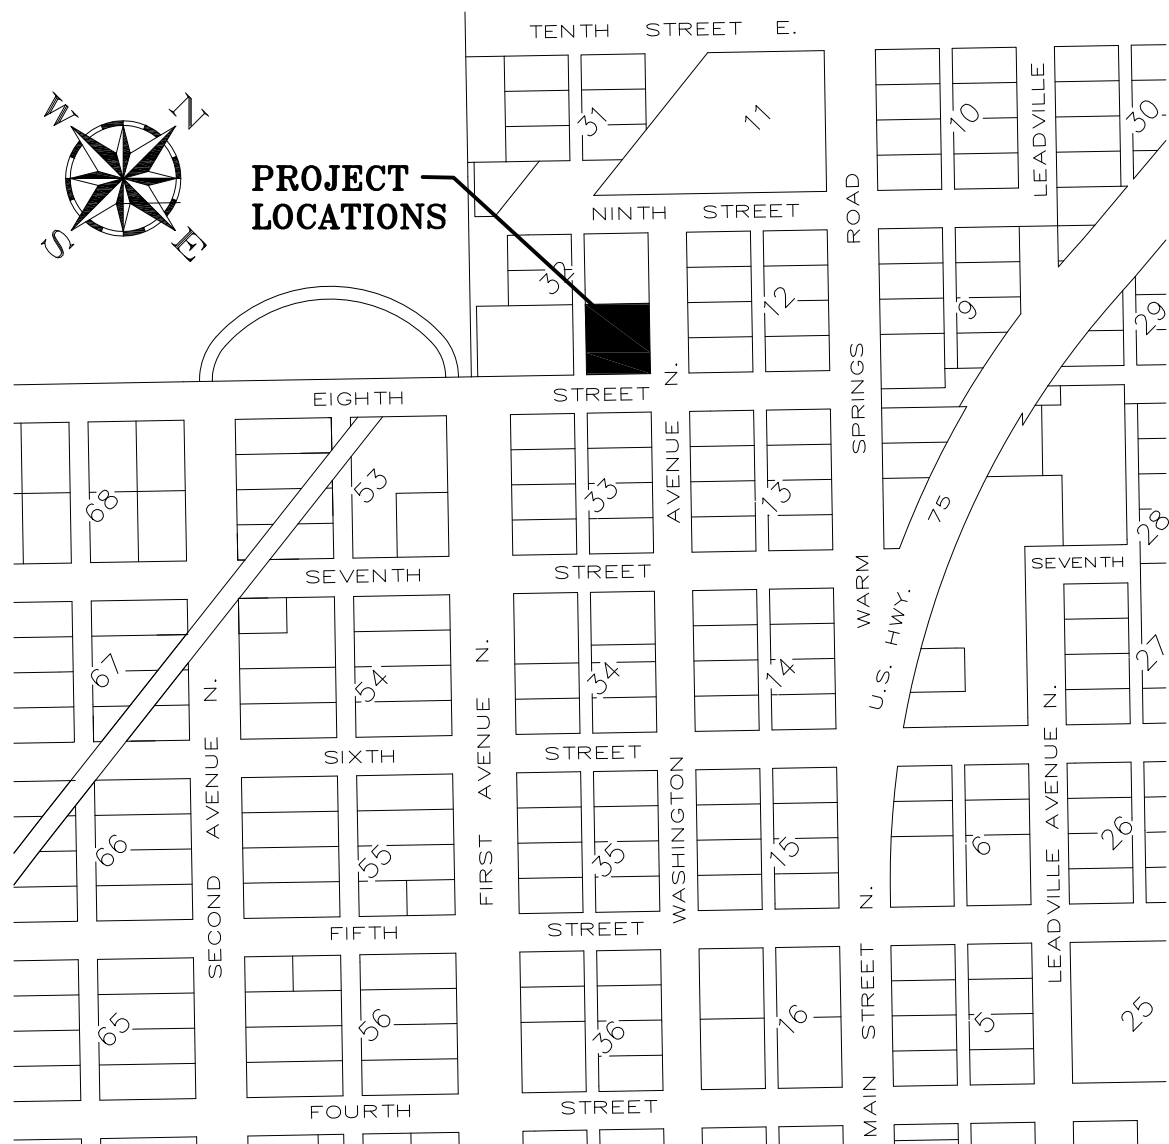 TENTH STREET E.
W N
S E
PROJECT
LOCATIONS
31
11
10
LEADVILLE
30
NINTH STREET
ROAD
32
12
9
29
EIGHTH STREET
AVENUE N.
SPRINGS
68
53
33
13
75
28
SEVENTH STREET
WARM
SEVENTH
U.S. HWY.
67
54
34
14
27
SECOND AVENUE N.
FIRST AVENUE N.
LEADVILLE AVENUE N.
SIXTH STREET
WASHINGTON
66
55
35
15
6
26
FIFTH STREET
MAIN STREET N.
65
56
36
16
5
25
FOURTH STREET